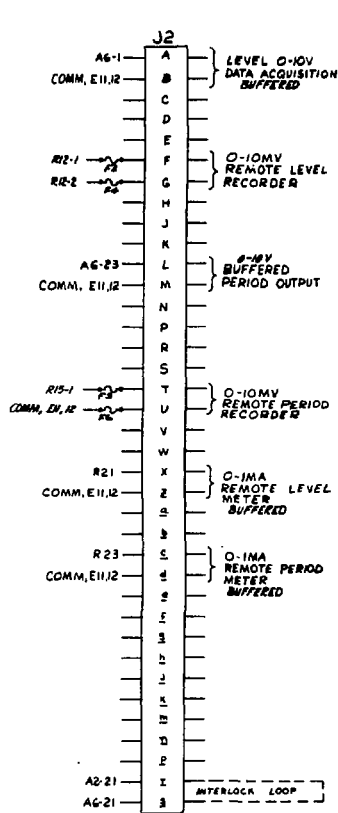 J2
A6-1 A LEVEL 0-10V
COMM, E11,12 B DATA ACQUISITION
BUFFERED
C
D
E
R12-1 F3 F 0-10MV
R12-2 F4 G REMOTE LEVEL
RECORDER
H
J
K
A6-23 L 0-10V
COMM, E11,12 M BUFFERED
PERIOD OUTPUT
N
P
R
S
R15-1 F5 T 0-10MV
COMM, E11,12 F6 U REMOTE PERIOD
RECORDER
V
W
R21 X 0-1MA
COMM, E11,12 Z REMOTE LEVEL
METER
BUFFERED
a
b
R23 c 0-1MA
COMM, E11,12 d REMOTE PERIOD
METER
BUFFERED
e
f
h
J
K
m
P
A2-21 INTERLOCK LOOP
A6-21